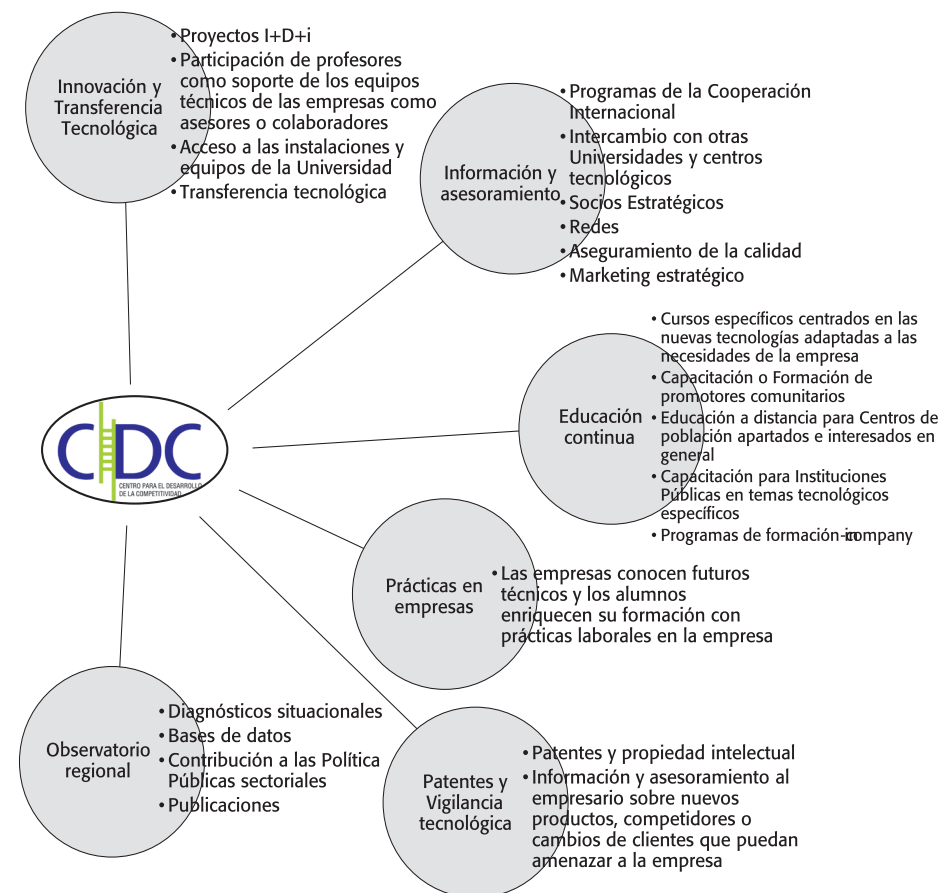 Innovación y
Transferencia
Tecnológica
• Proyectos I+D+i
• Participación de profesores
como soporte de los equipos
técnicos de las empresas como
asesores o colaboradores
• Acceso a las instalaciones y
equipos de la Universidad
• Transferencia tecnológica
Información y
asesoramiento
• Programas de la Cooperación
Internacional
• Intercambio con otras
Universidades y centros
tecnológicos
• Socios Estratégicos
• Redes
• Aseguramiento de la calidad
• Marketing estratégico
Educación
continua
• Cursos específicos centrados en las
nuevas tecnologías adaptadas a las
necesidades de la empresa
• Capacitación o Formación de
promotores comunitarios
• Educación a distancia para Centros de
población apartados e interesados en
general
• Capacitación para Instituciones
Públicas en temas tecnológicos
específicos
• Programas de formación-in company
CDC
CENTRO PARA EL DESARROLLO
DE LA COMPETITIVIDAD
Prácticas en
empresas
• Las empresas conocen futuros
técnicos y los alumnos
enriquecen su formación con
prácticas laborales en la empresa
Observatorio
regional
• Diagnósticos situacionales
• Bases de datos
• Contribución a las Política
Públicas sectoriales
• Publicaciones
Patentes y
Vigilancia
tecnológica
• Patentes y propiedad intelectual
• Información y asesoramiento al
empresario sobre nuevos
productos, competidores o
cambios de clientes que puedan
amenazar a la empresa